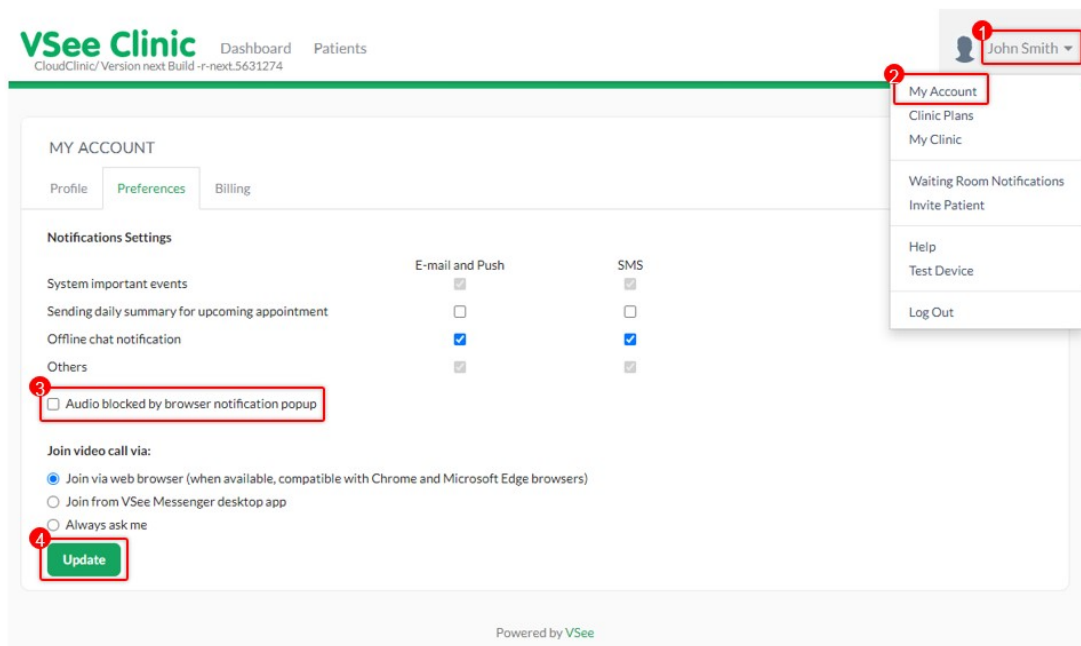 VSee Clinic Dashboard Patients
CloudClinic/ Version next Build -r-next.5631274
1
John Smith
2
My Account
Clinic Plans
My Clinic
Waiting Room Notifications
Invite Patient
Help
Test Device
Log Out
MY ACCOUNT
Profile Preferences Billing
Notifications Settings
E-mail and Push SMS
System important events
Sending daily summary for upcoming appointment
Offline chat notification
Others
3
Audio blocked by browser notification popup
Join video call via:
Join via web browser (when available, compatible with Chrome and Microsoft Edge browsers)
Join from VSee Messenger desktop app
Always ask me
4
Update
Powered by VSee